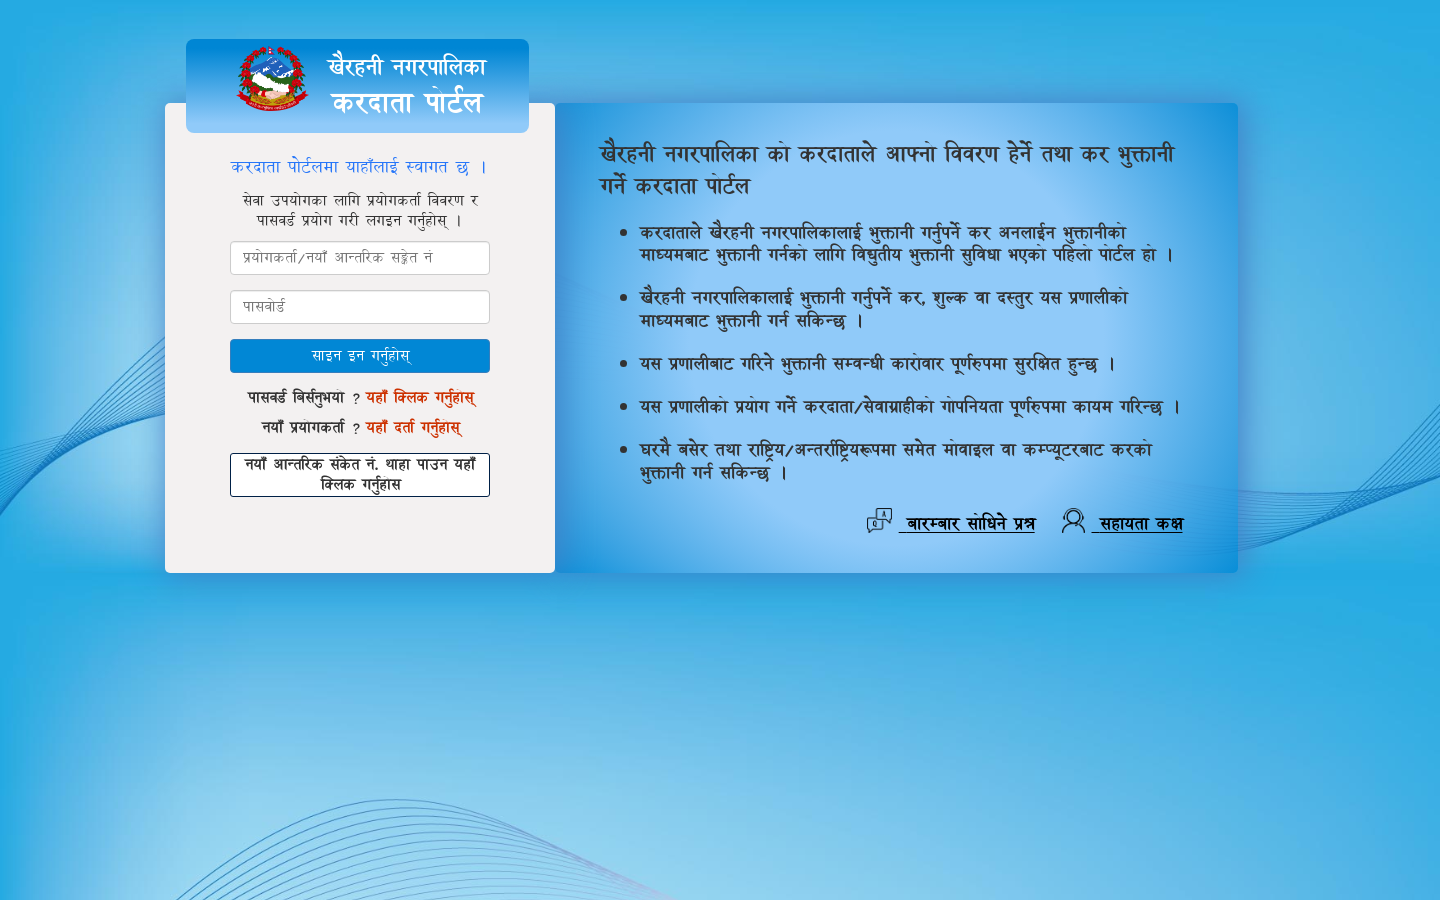 खैरहनी नगरपालिका
करदाता पोर्टल
करदाता पोर्टलमा याहाँलाई स्वागत छ ।
सेवा उपयोगका लागि प्रयोगकर्ता विवरण र
पासवर्ड प्रयोग गरी लगइन गर्नुहोस् ।
प्रयोगकर्ता/नयाँ आन्तरिक सङ्केत नं
पासवोर्ड
साइन इन गर्नुहोस्
पासवर्ड बिर्सनुभयो ? यहाँ क्लिक गर्नुहोस्
नयाँ प्रयोगकर्ता ? यहाँ दर्ता गर्नुहोस्
नयाँ आन्तरिक संकेत नं. थाहा पाउन यहाँ
क्लिक गर्नुहोस
खैरहनी नगरपालिका को करदाताले आफ्नो विवरण हेर्ने तथा कर भुक्तानी
गर्ने करदाता पोर्टल
करदाताले खैरहनी नगरपालिकालाई भुक्तानी गर्नुपर्ने कर अनलाईन भुक्तानीको
माध्यमबाट भुक्तानी गर्नको लागि विद्युतीय भुक्तानी सुविधा भएको पहिलो पोर्टल हो ।
खैरहनी नगरपालिकालाई भुक्तानी गर्नुपर्ने कर, शुल्क वा दस्तुर यस प्रणालीको
माध्यमबाट भुक्तानी गर्न सकिन्छ ।
यस प्रणालीबाट गरिने भुक्तानी सम्वन्धी कारोवार पूर्णरुपमा सुरक्षित हुन्छ ।
यस प्रणालीको प्रयोग गर्ने करदाता/सेवाग्राहीको गोपनियता पूर्णरुपमा कायम गरिन्छ ।
घरमै बसेर तथा राष्ट्रिय/अन्तर्राष्ट्रियरूपमा समेत मोवाइल वा कम्प्यूटरबाट करको
भुक्तानी गर्न सकिन्छ ।
बारम्बार सोधिने प्रश्न सहायता कक्ष